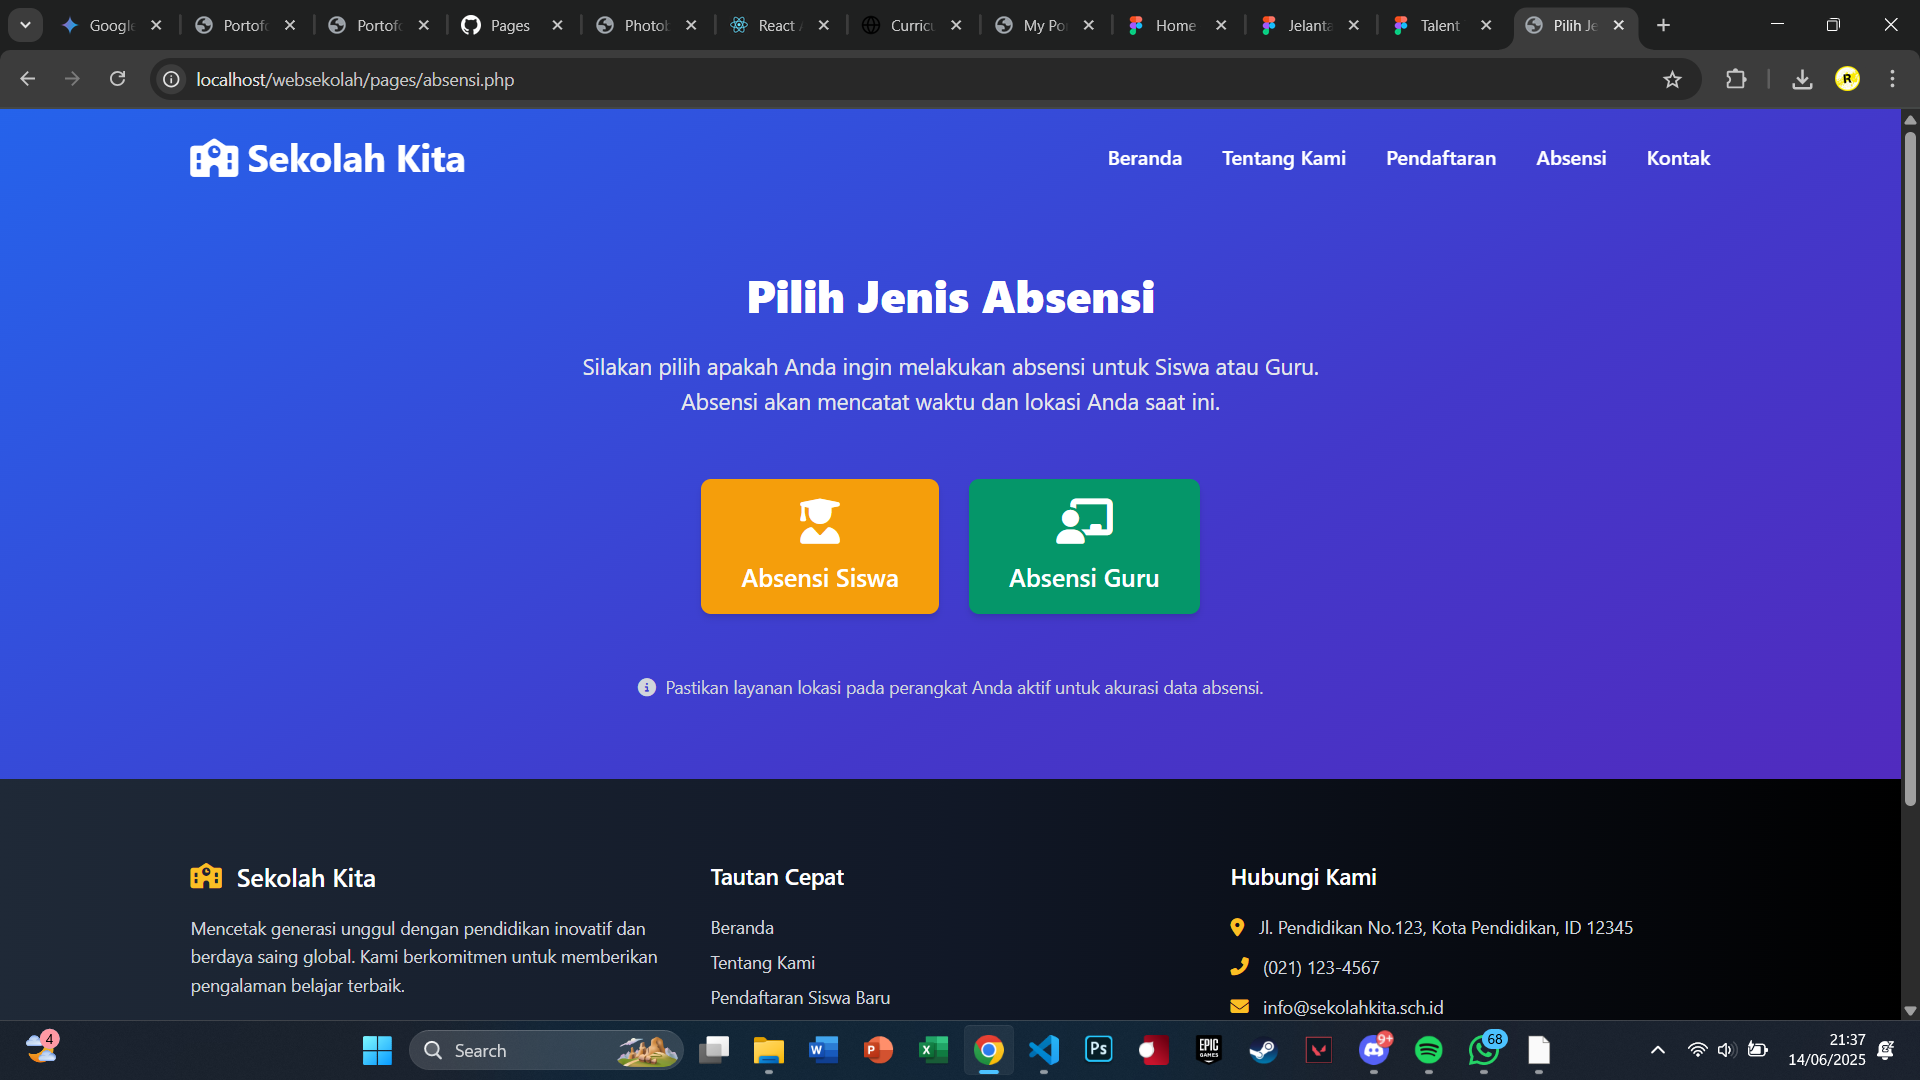 Google
Portofo
Portofo
Pages
Photob
React
Curricu
My Por
Home
Jelanta
Talent
Pilih Je
localhost/websekolah/pages/absensi.php
R
Sekolah Kita
Beranda
Tentang Kami
Pendaftaran
Absensi
Kontak
Pilih Jenis Absensi
Silakan pilih apakah Anda ingin melakukan absensi untuk Siswa atau Guru.
Absensi akan mencatat waktu dan lokasi Anda saat ini.
Absensi Siswa
Absensi Guru
Pastikan layanan lokasi pada perangkat Anda aktif untuk akurasi data absensi.
Sekolah Kita
Mencetak generasi unggul dengan pendidikan inovatif dan
berdaya saing global. Kami berkomitmen untuk memberikan
pengalaman belajar terbaik.
Tautan Cepat
Beranda
Tentang Kami
Pendaftaran Siswa Baru
Hubungi Kami
Jl. Pendidikan No.123, Kota Pendidikan, ID 12345
(021) 123-4567
info@sekolahkita.sch.id
4
Search
W
P
X
Ps
EPIC
GAMES
9+
68
21:37
14/06/2025